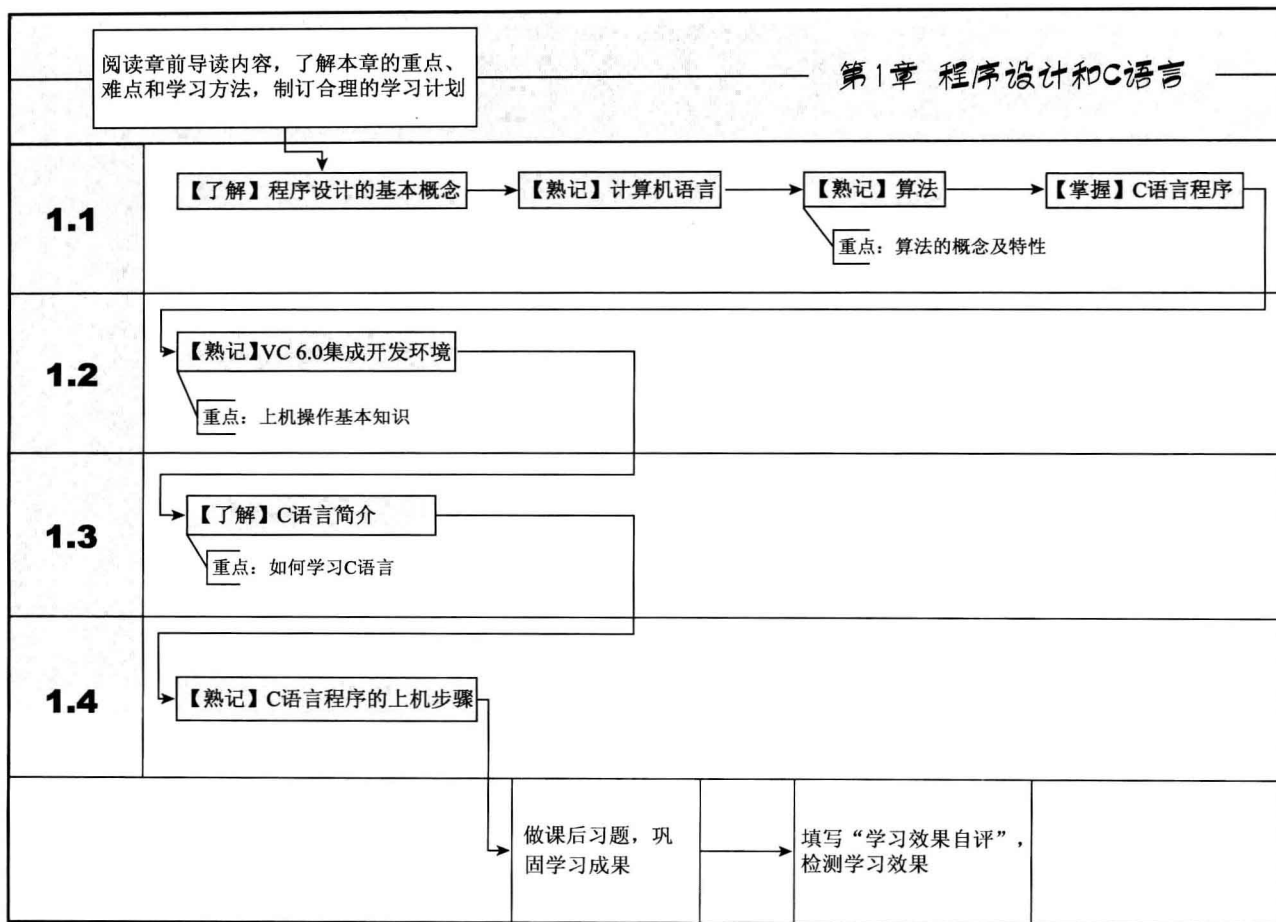 阅读章前导读内容，了解本章的重点、
难点和学习方法，制订合理的学习计划
第1章 程序设计和C语言
1.1
【了解】程序设计的基本概念
【熟记】计算机语言
【熟记】算法
【掌握】C语言程序
重点：算法的概念及特性
1.2
【熟记】VC 6.0集成开发环境
重点：上机操作基本知识
1.3
【了解】C语言简介
重点：如何学习C语言
1.4
【熟记】C语言程序的上机步骤
做课后习题，巩
固学习成果
填写“学习效果自评”，
检测学习效果